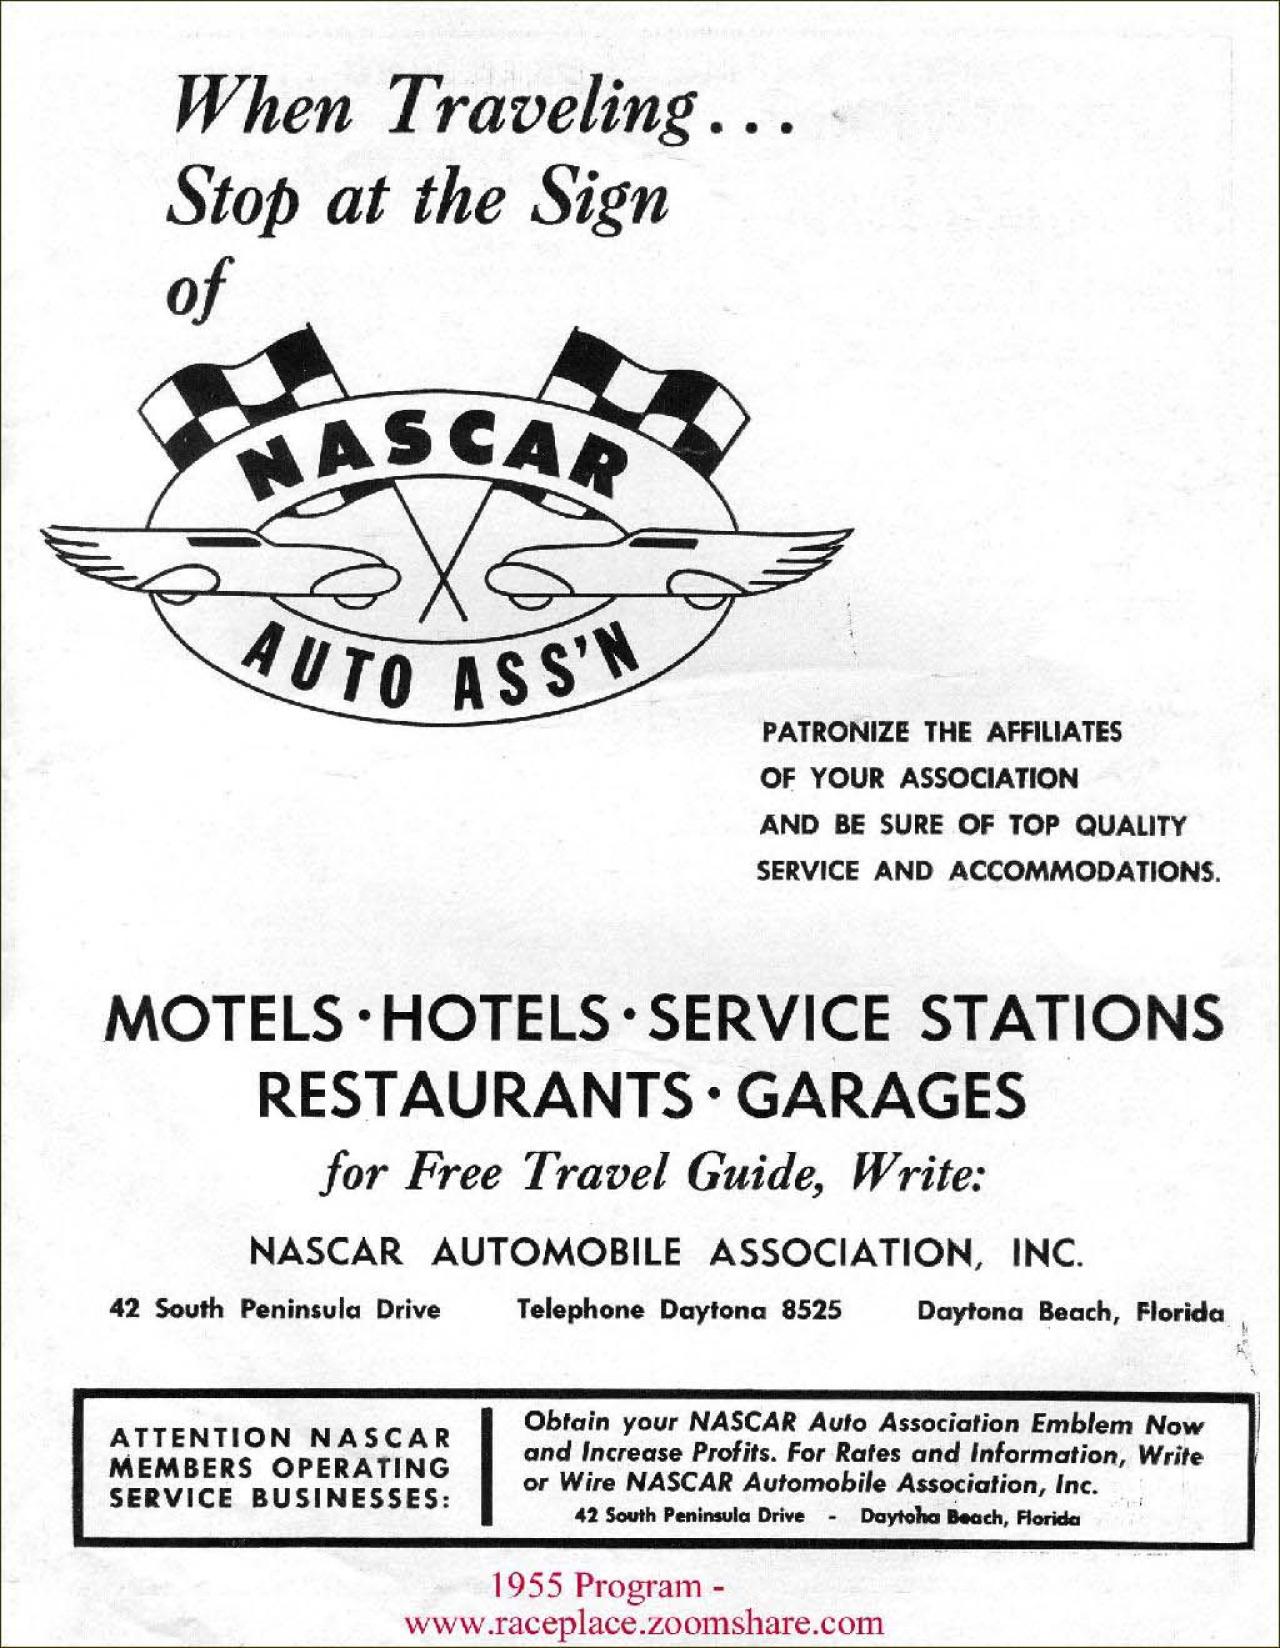 When Traveling...
Stop at the Sign
of
NASCAR
AUTO ASS'N
PATRONIZE THE AFFILIATES
OF YOUR ASSOCIATION
AND BE SURE OF TOP QUALITY
SERVICE AND ACCOMMODATIONS.
MOTELS · HOTELS · SERVICE STATIONS
RESTAURANTS · GARAGES
for Free Travel Guide, Write:
NASCAR AUTOMOBILE ASSOCIATION, INC.
42 South Peninsula Drive Telephone Daytona 8525 Daytona Beach, Florida
ATTENTION NASCAR
MEMBERS OPERATING
SERVICE BUSINESSES:
Obtain your NASCAR Auto Association Emblem Now
and Increase Profits. For Rates and Information, Write
or Wire NASCAR Automobile Association, Inc.
42 South Peninsula Drive - Daytona Beach, Florida
1955 Program -
www.raceplace.zoomshare.com